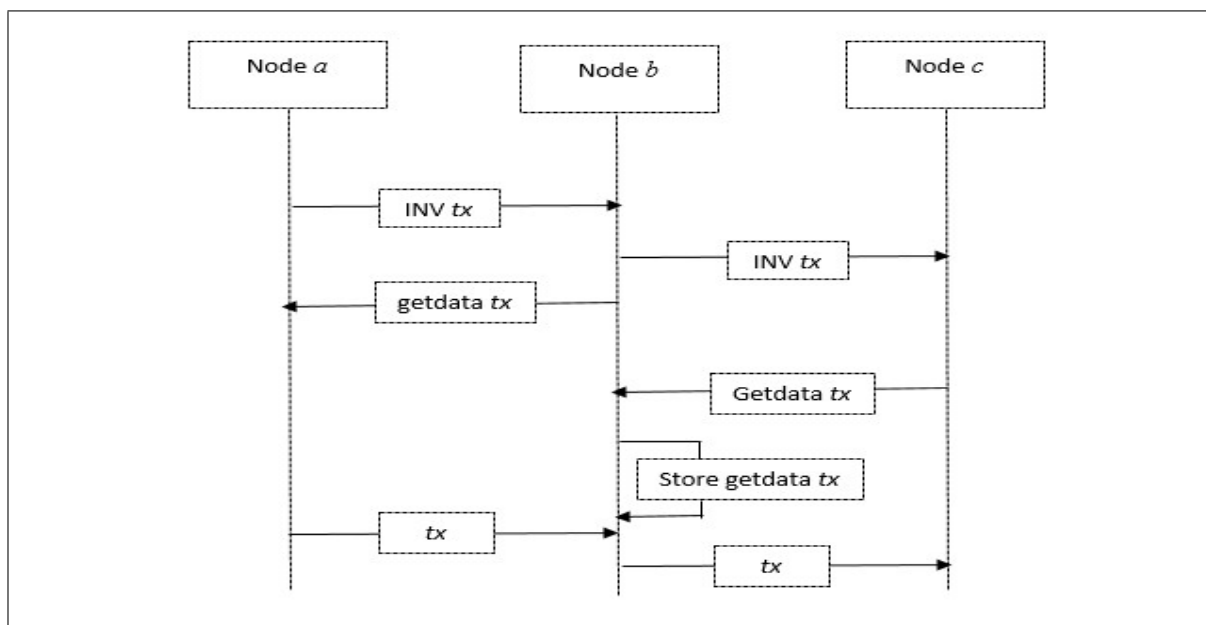 Node a
Node b
Node c
INV tx
INV tx
getdata tx
Getdata tx
Store getdata tx
tx
tx